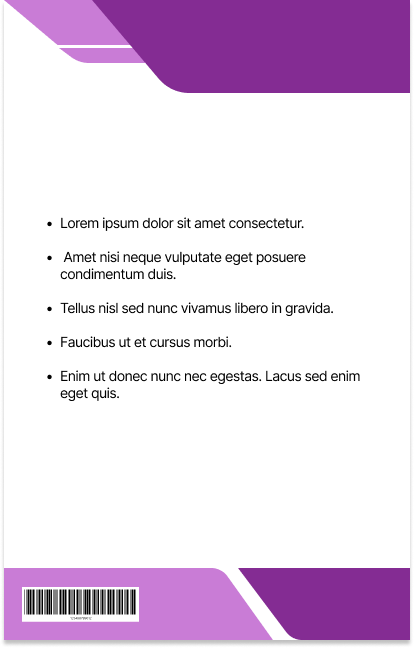 • Lorem ipsum dolor sit amet consectetur.
• Amet nisi neque vulputate eget posuere
condimentum duis.
• Tellus nisl sed nunc vivamus libero in gravida.
• Faucibus ut et cursus morbi.
• Enim ut donec nunc nec egestas. Lacus sed enim
eget quis.